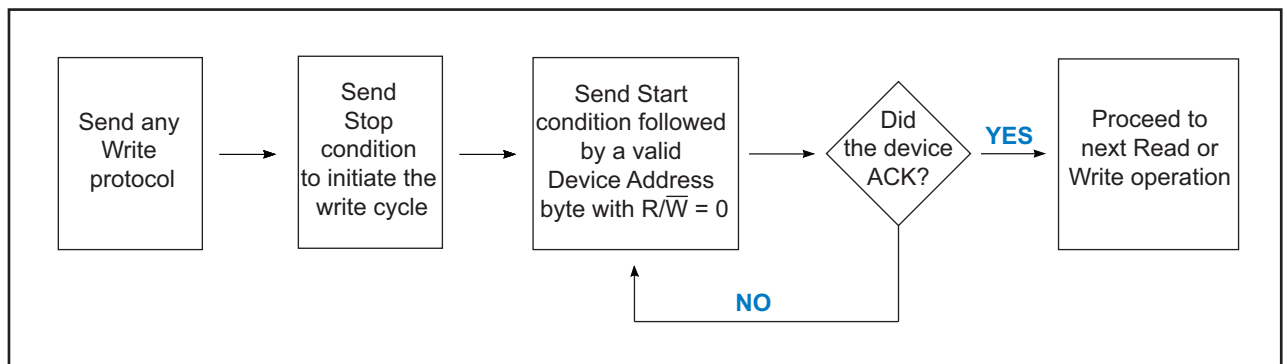 Send any
Write
protocol
Send
Stop
condition
to initiate the
write cycle
Send Start
condition followed
by a valid
Device Address
byte with R/W̅ = 0
Did
the device
ACK?
YES
NO
Proceed to
next Read or
Write operation